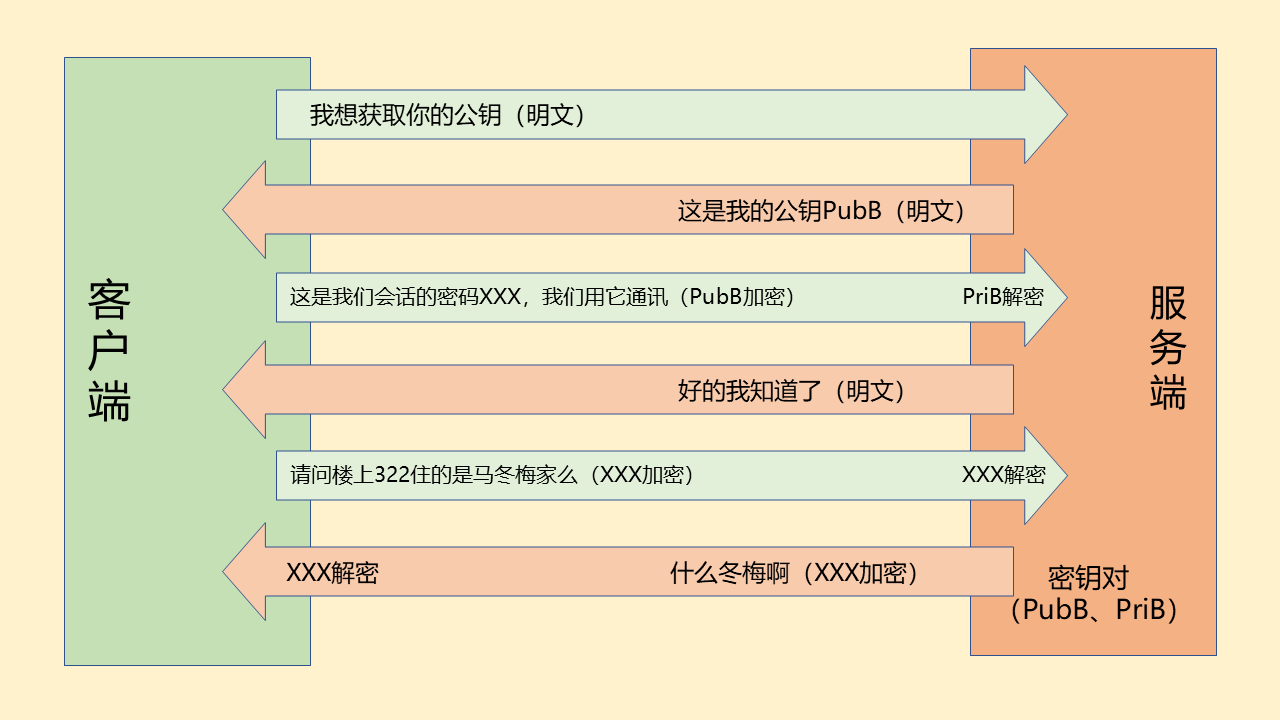 我想获取你的公钥（明文）
这是我的公钥PubB（明文）
这是我们会话的密码XXX，我们用它通讯（PubB加密）
PriB解密
好的我知道了（明文）
请问楼上322住的是马冬梅家么（XXX加密）
XXX解密
XXX解密
什么冬梅啊（XXX加密）
客户端
服务端
密钥对
（PubB、PriB）